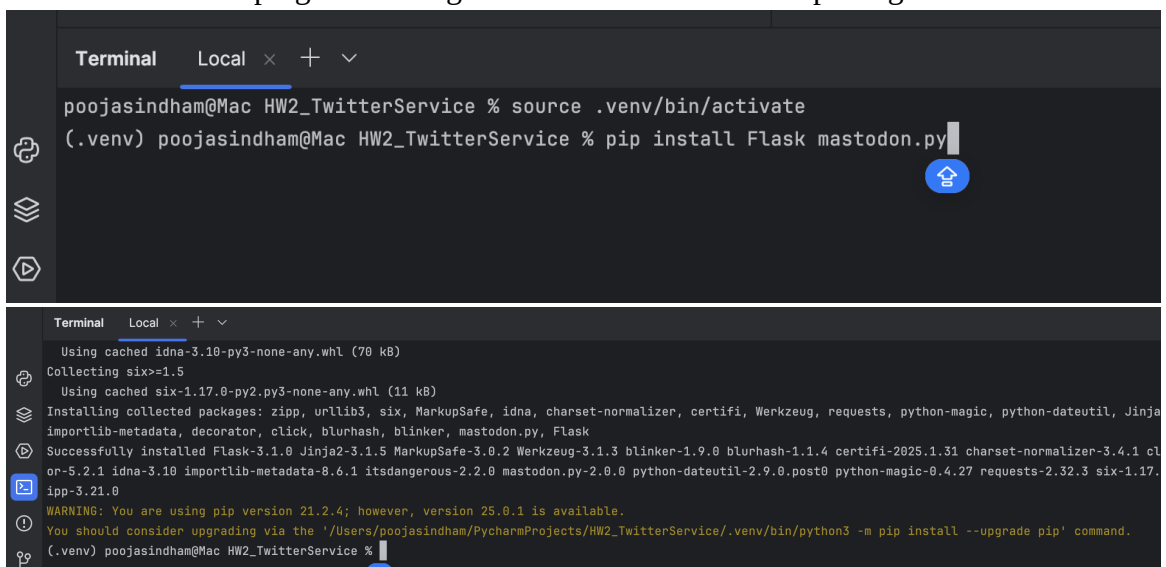 Terminal Local × + ⌄
poojasindham@Mac HW2_TwitterService % source .venv/bin/activate
(.venv) poojasindham@Mac HW2_TwitterService % pip install Flask mastodon.py
Terminal Local × + ⌄
Using cached idna-3.10-py3-none-any.whl (70 kB)
Collecting six>=1.5
Using cached six-1.17.0-py2.py3-none-any.whl (11 kB)
Installing collected packages: zipp, urllib3, six, MarkupSafe, idna, charset-normalizer, certifi, Werkzeug, requests, python-magic, python-dateutil, Jinja
importlib-metadata, decorator, click, blurhash, blinker, mastodon.py, Flask
Successfully installed Flask-3.1.0 Jinja2-3.1.5 MarkupSafe-3.0.2 Werkzeug-3.1.3 blinker-1.9.0 blurhash-1.1.4 certifi-2025.1.31 charset-normalizer-3.4.1 cl
or-5.2.1 idna-3.10 importlib-metadata-8.6.1 itsdangerous-2.2.0 mastodon.py-2.0.0 python-dateutil-2.9.0.post0 python-magic-0.4.27 requests-2.32.3 six-1.17.
ipp-3.21.0
WARNING: You are using pip version 21.2.4; however, version 25.0.1 is available.
You should consider upgrading via the '/Users/poojasindham/PycharmProjects/HW2_TwitterService/.venv/bin/python3 -m pip install --upgrade pip' command.
(.venv) poojasindham@Mac HW2_TwitterService %